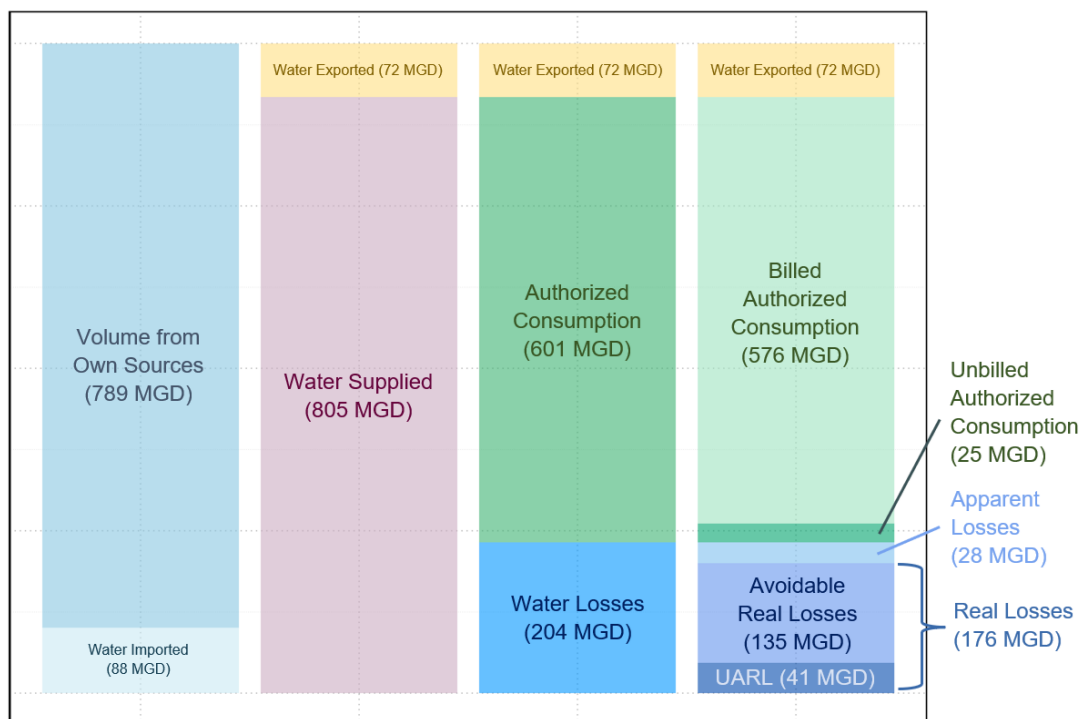 Volume from
Own Sources
(789 MGD)
Water Imported
(88 MGD)
Water Exported (72 MGD)
Water Supplied
(805 MGD)
Water Exported (72 MGD)
Authorized
Consumption
(601 MGD)
Water Losses
(204 MGD)
Water Exported (72 MGD)
Billed
Authorized
Consumption
(576 MGD)
Unbilled
Authorized
Consumption
(25 MGD)
Apparent
Losses
(28 MGD)
Avoidable
Real Losses
(135 MGD)
UARL (41 MGD)
Real Losses
(176 MGD)